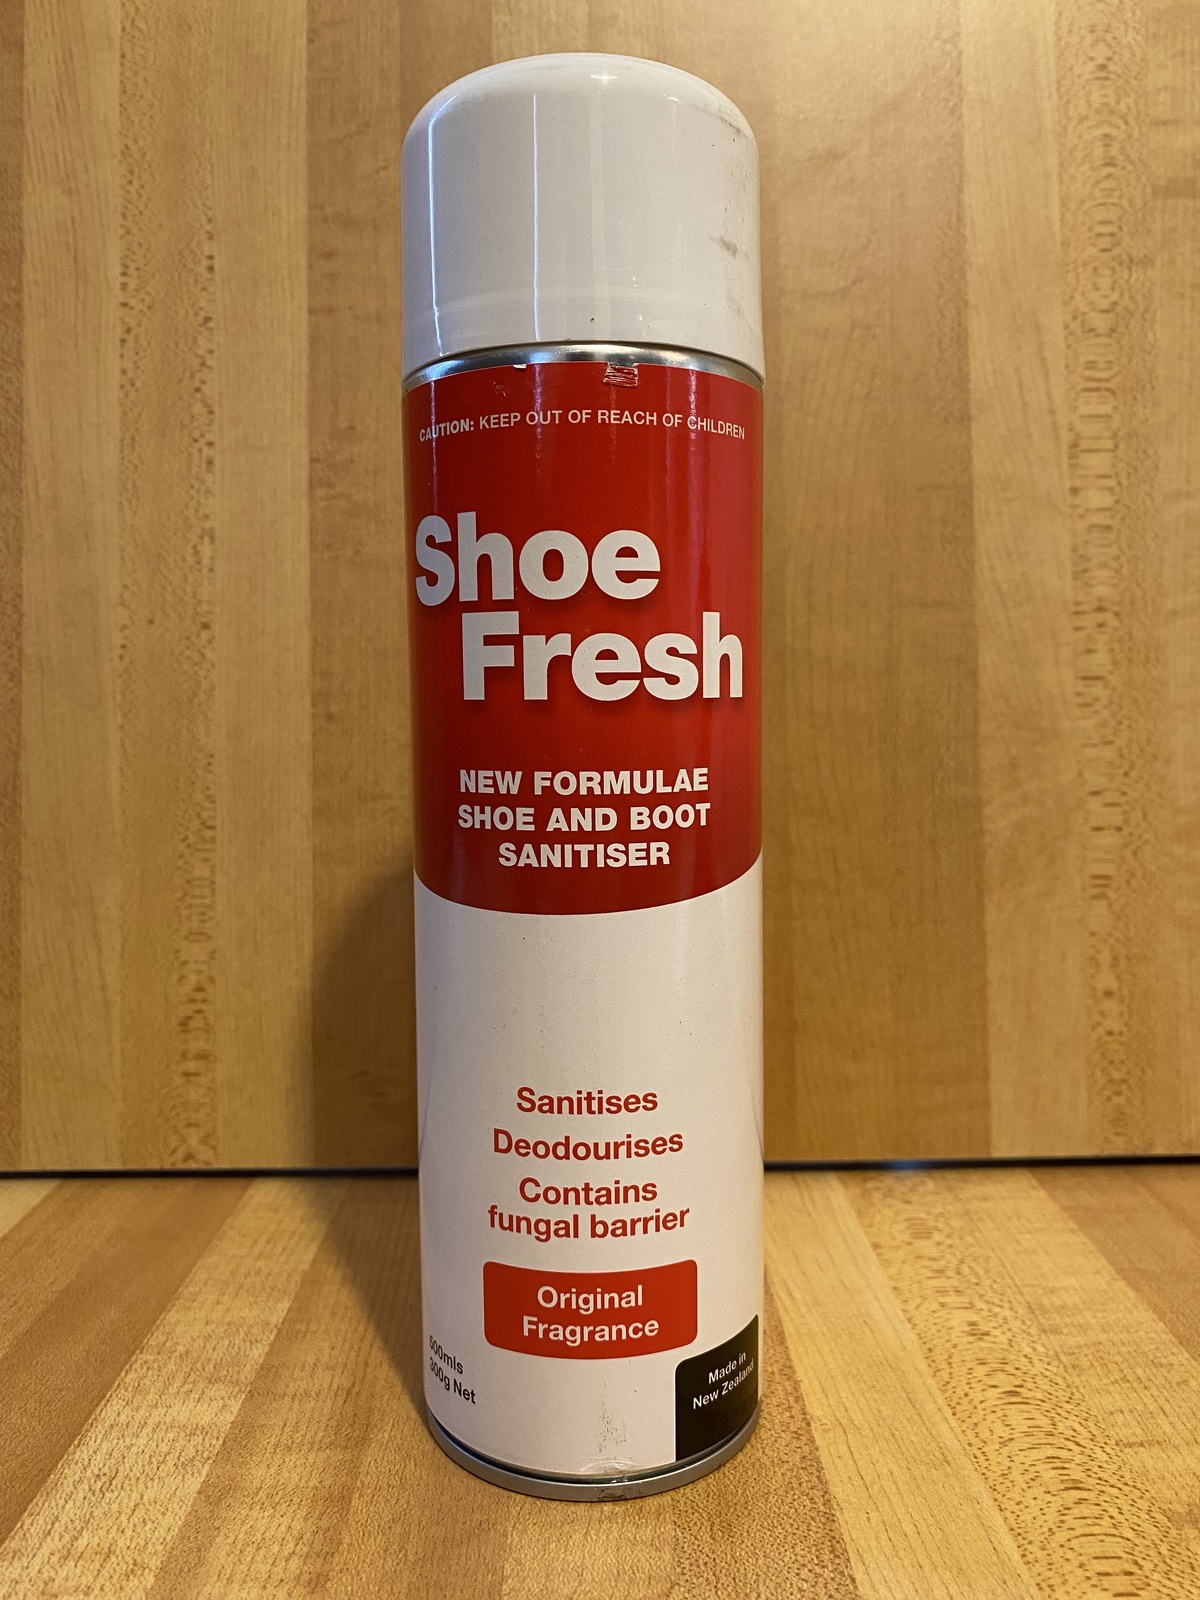 CAUTION: KEEP OUT OF REACH OF CHILDREN
Shoe
Fresh
NEW FORMULAE
SHOE AND BOOT
SANITISER
Sanitises
Deodourises
Contains
fungal barrier
Original
Fragrance
500mls
300g Net
Made in
New Zealand